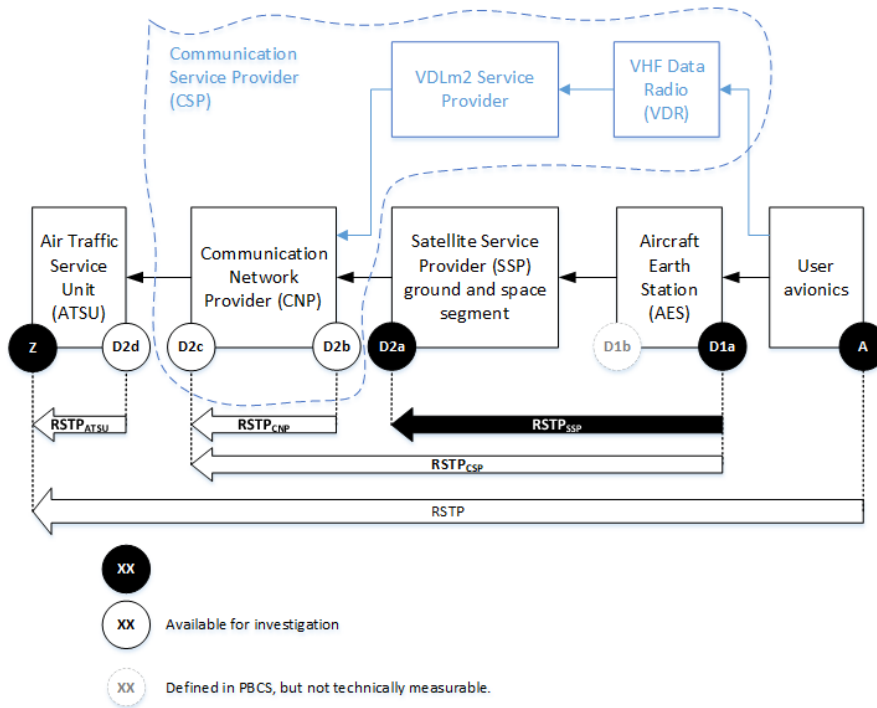 Communication
Service Provider
(CSP)
VDLm2 Service
Provider
VHF Data
Radio
(VDR)
Air Traffic
Service
Unit
(ATSU)
Communication
Network
Provider (CNP)
Satellite Service
Provider (SSP)
ground and space
segment
Aircraft
Earth
Station
(AES)
User
avionics
Z
D2d
D2c
D2b
D2a
D1b
D1a
A
RSTPATSU
RSTPCNP
RSTPSSP
RSTPCSP
RSTP
XX
XX
Available for investigation
XX
Defined in PBCS, but not technically measurable.